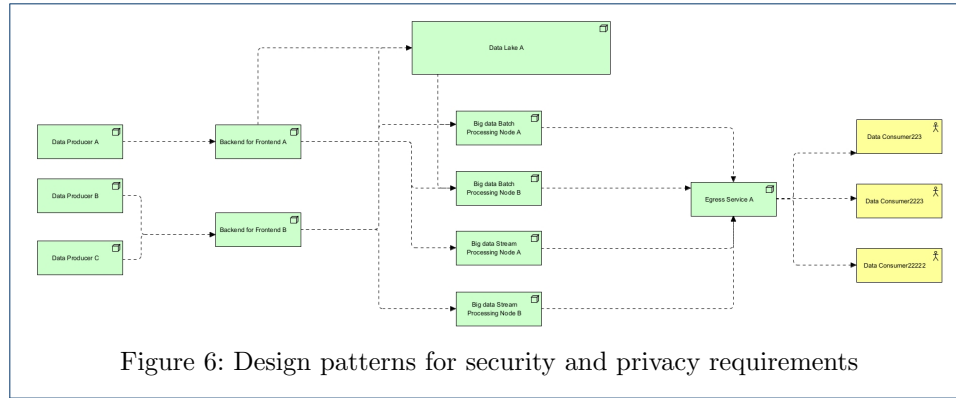 Data Lake A
Big data Batch
Processing Node A
Data Producer A
Backend for Frontend A
Data Consumer223
Data Producer B
Big data Batch
Processing Node B
Egress Service A
Data Consumer2223
Backend for Frontend B
Data Producer C
Big data Stream
Processing Node A
Data Consumer22222
Big data Stream
Processing Node B
Figure 6: Design patterns for security and privacy requirements